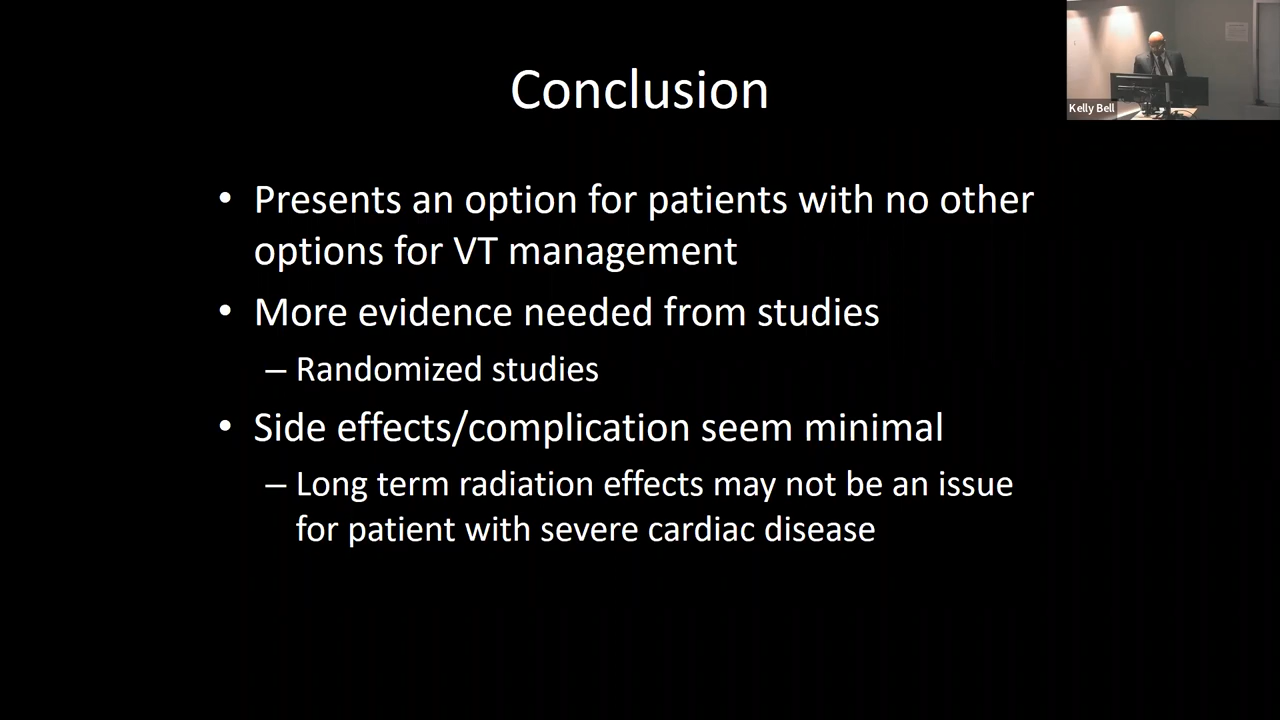 Conclusion
Kelly Bell
• Presents an option for patients with no other
options for VT management
• More evidence needed from studies
– Randomized studies
• Side effects/complication seem minimal
– Long term radiation effects may not be an issue
for patient with severe cardiac disease